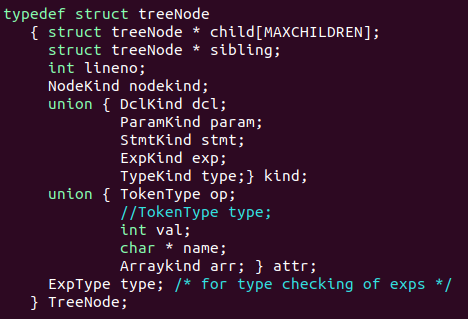 typedef struct treeNode
   { struct treeNode * child[MAXCHILDREN];
     struct treeNode * sibling;
     int lineno;
     NodeKind nodekind;
     union { DclKind dcl;
             ParamKind param;
             StmtKind stmt;
             ExpKind exp;
             TypeKind type;} kind;
     union { TokenType op;
             //TokenType type;
             int val;
             char * name;
             Arraykind arr; } attr;
     ExpType type; /* for type checking of exps */
   } TreeNode;